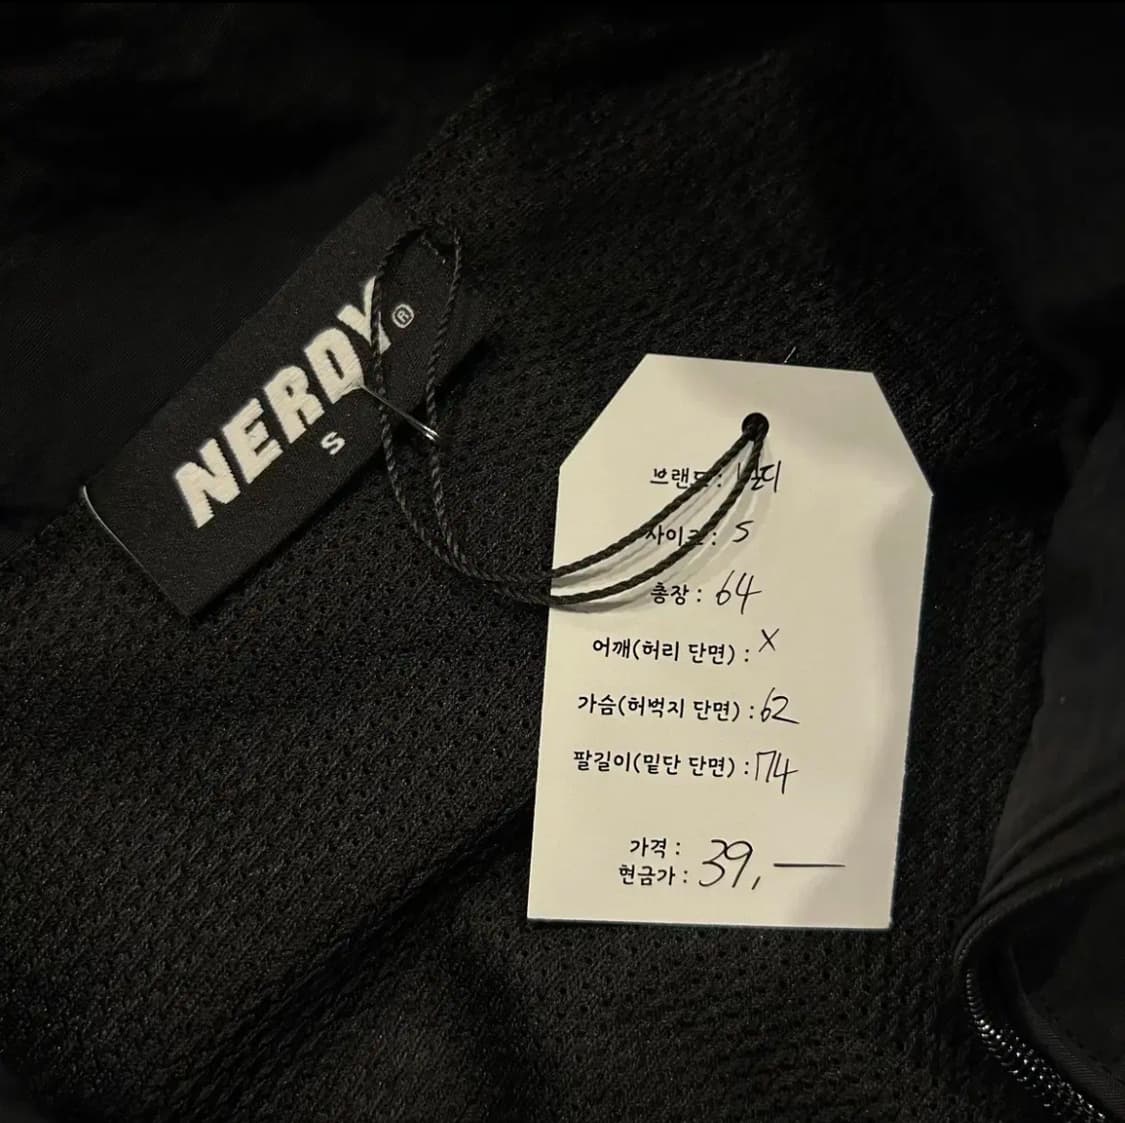 NERDY®
S
브랜드 : 널디
사이즈 : S
총장 : 64
어깨(허리 단면) : X
가슴(허벅지 단면) : 62
팔길이(밑단 단면) : 74
가격 :
현금가 : 39,—